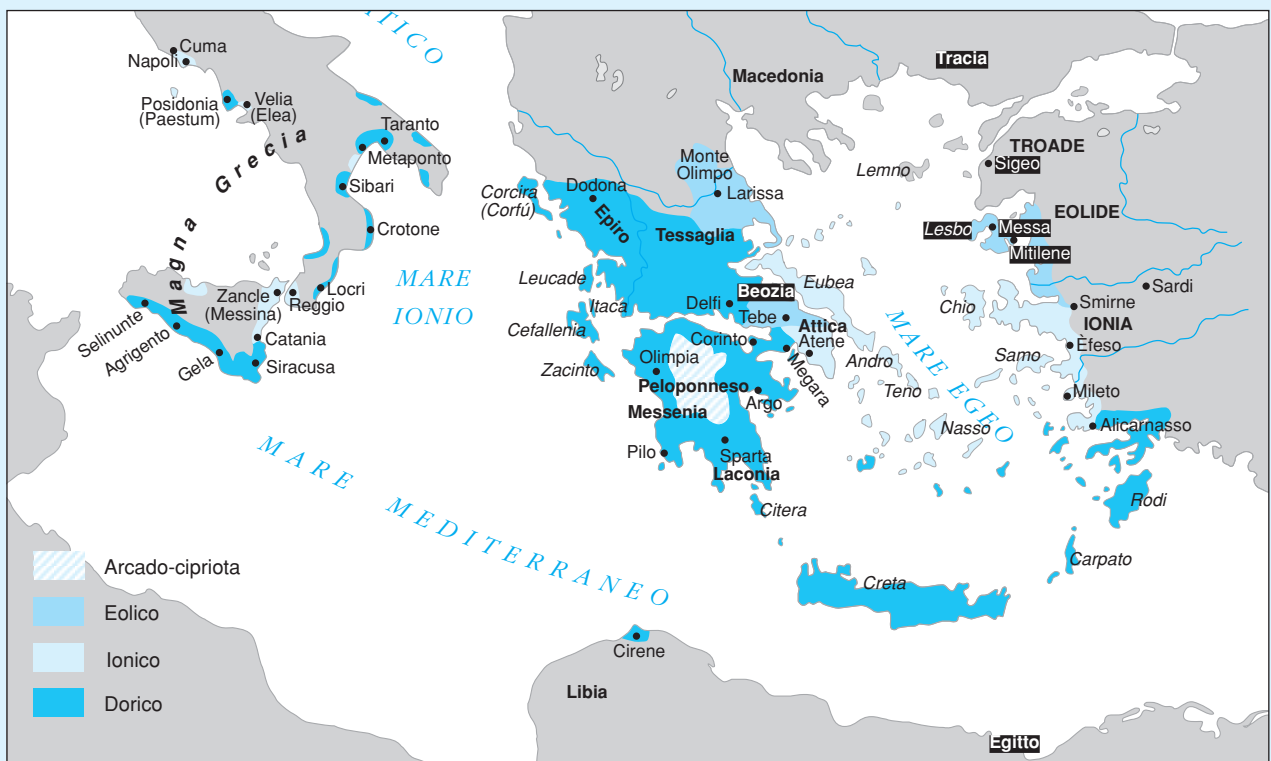 ATICO
Cuma
Napoli
Posidonia
(Paestum)
Velia
(Elea)
Magna Grecia
Taranto
Metaponto
Sibari
Crotone
Locri
Zancle
(Messina)
Reggio
Selinunte
Agrigento
Gela
Catania
Siracusa
MARE
IONIO
MARE MEDITERRANEO
Macedonia
Tracia
Monte
Olimpo
Larissa
Lemno
TROADE
Sigeo
EOLIDE
Lesbo
Messa
Mitilene
Corcira
(Corfú)
Dodona
Epiro
Tessaglia
Leucade
Itaca
Cefallenia
Zacinto
Delfi
Beozia
Tebe
Eubea
Attica
Atene
Corinto
Megara
Olimpia
Peloponneso
Argo
Messenia
Pilo
Sparta
Laconia
Citera
Andro
Teno
Nasso
MARE EGEO
Chio
Smirne
Sardi
IONIA
Èfeso
Samo
Mileto
Alicarnasso
Rodi
Carpato
Creta
Cirene
Libia
Egitto
Arcado-cipriota
Eolico
Ionico
Dorico